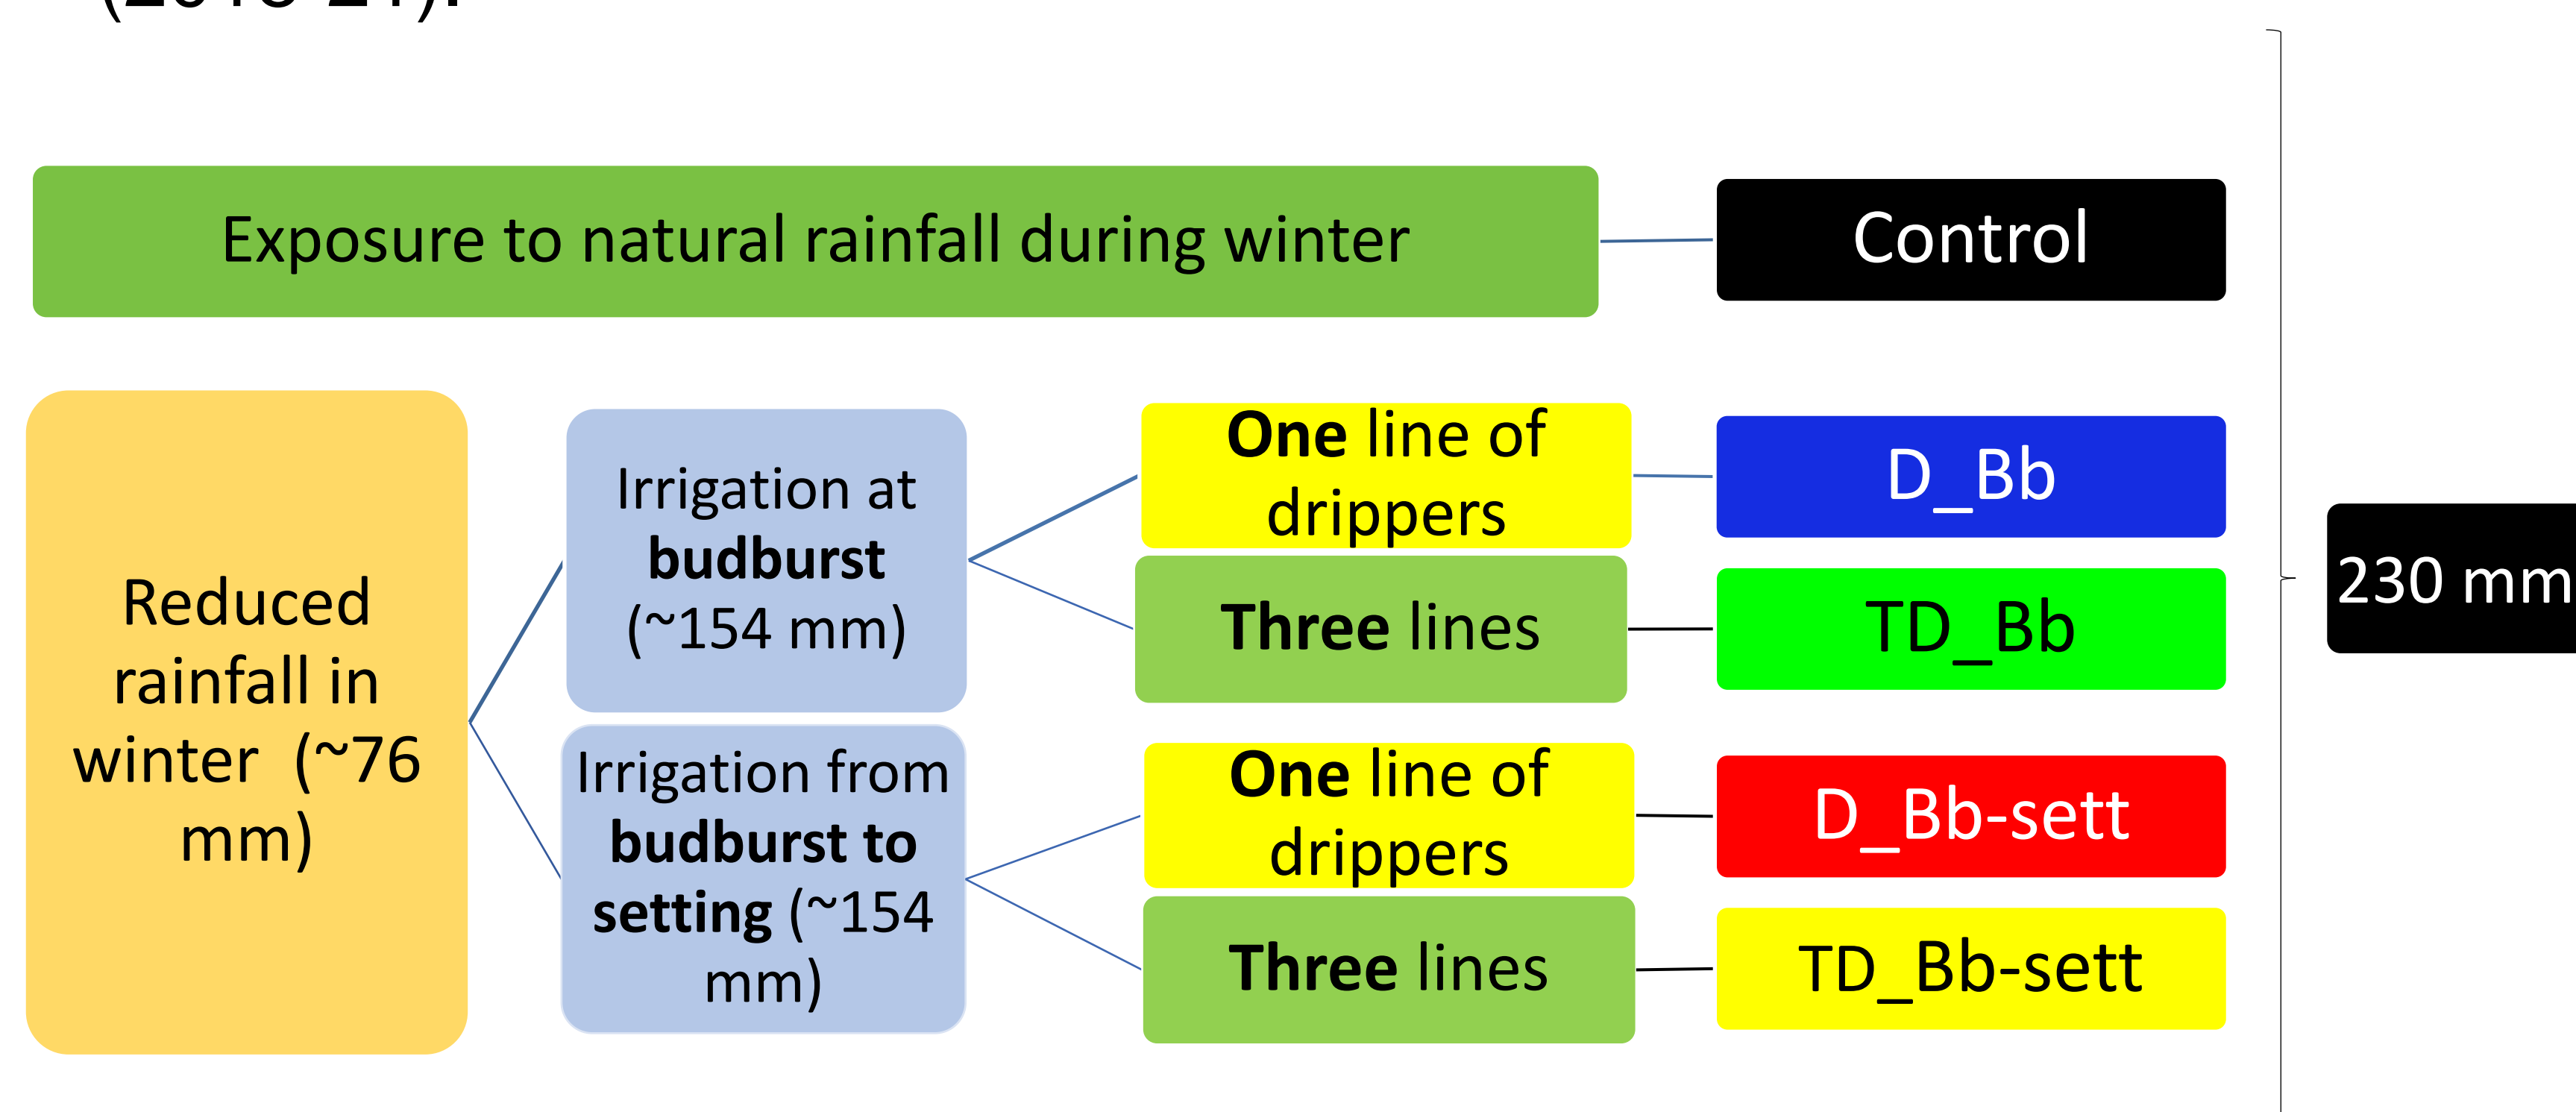 Exposure to natural rainfall during winter
Control
Reduced
rainfall in
winter (~76
mm)
Irrigation at
budburst
(~154 mm)
One line of
drippers
D_Bb
Three lines
TD_Bb
Irrigation from
budburst to
setting (~154
mm)
One line of
drippers
D_Bb-sett
Three lines
TD_Bb-sett
230 mm